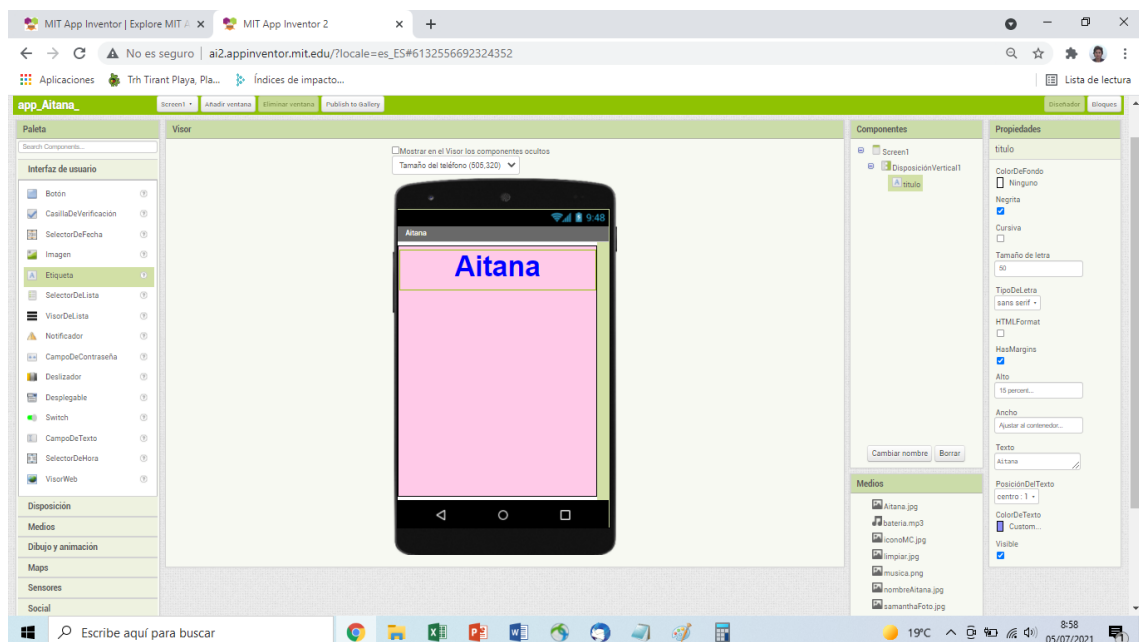 MIT App Inventor | Explore MIT A
MIT App Inventor 2
No es seguro | ai2.appinventor.mit.edu/?locale=es_ES#6132556692324352
Aplicaciones Trh Tirant Playa, Pla... Índices de impacto... Lista de lectura
app_Aitana_ Screen1 Añadir ventana Eliminar ventana Publish to Gallery Diseñador Bloques
Paleta
Search Components...
Interfaz de usuario
Botón
CasillaDeVerificación
SelectorDeFecha
Imagen
Etiqueta
SelectorDeLista
VisorDeLista
Notificador
CampoDeContraseña
Deslizador
Desplegable
Switch
CampoDeTexto
SelectorDeHora
VisorWeb
Disposición
Medios
Dibujo y animación
Maps
Sensores
Social
Visor
Mostrar en el Visor los componentes ocultos
Tamaño del teléfono (505,320)
9:48
Aitana
Aitana
Componentes
Screen1
DisposiciónVertical1
titulo
Cambiar nombre Borrar
Medios
Aitana.jpg
bateria.mp3
iconoMC.jpg
limpiar.jpg
musica.png
nombreAitana.jpg
samanthaFoto.jpg
Propiedades
titulo
ColorDeFondo
Ninguno
Negrita
Cursiva
Tamaño de letra
50
TipoDeLetra
sans serif
HTMLFormat
HasMargins
Alto
15 percent...
Ancho
Ajustar al contenedor...
Texto
Aitana
PosiciónDelTexto
centro : 1
ColorDeTexto
Custom...
Visible
Escribe aquí para buscar
19°C
8:58
05/07/2021